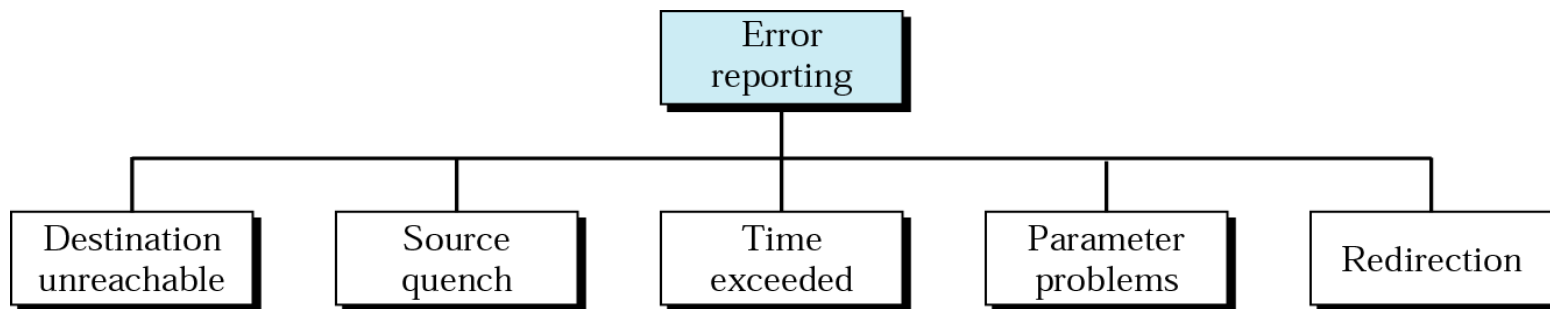 Error
reporting
Destination
unreachable
Source
quench
Time
exceeded
Parameter
problems
Redirection